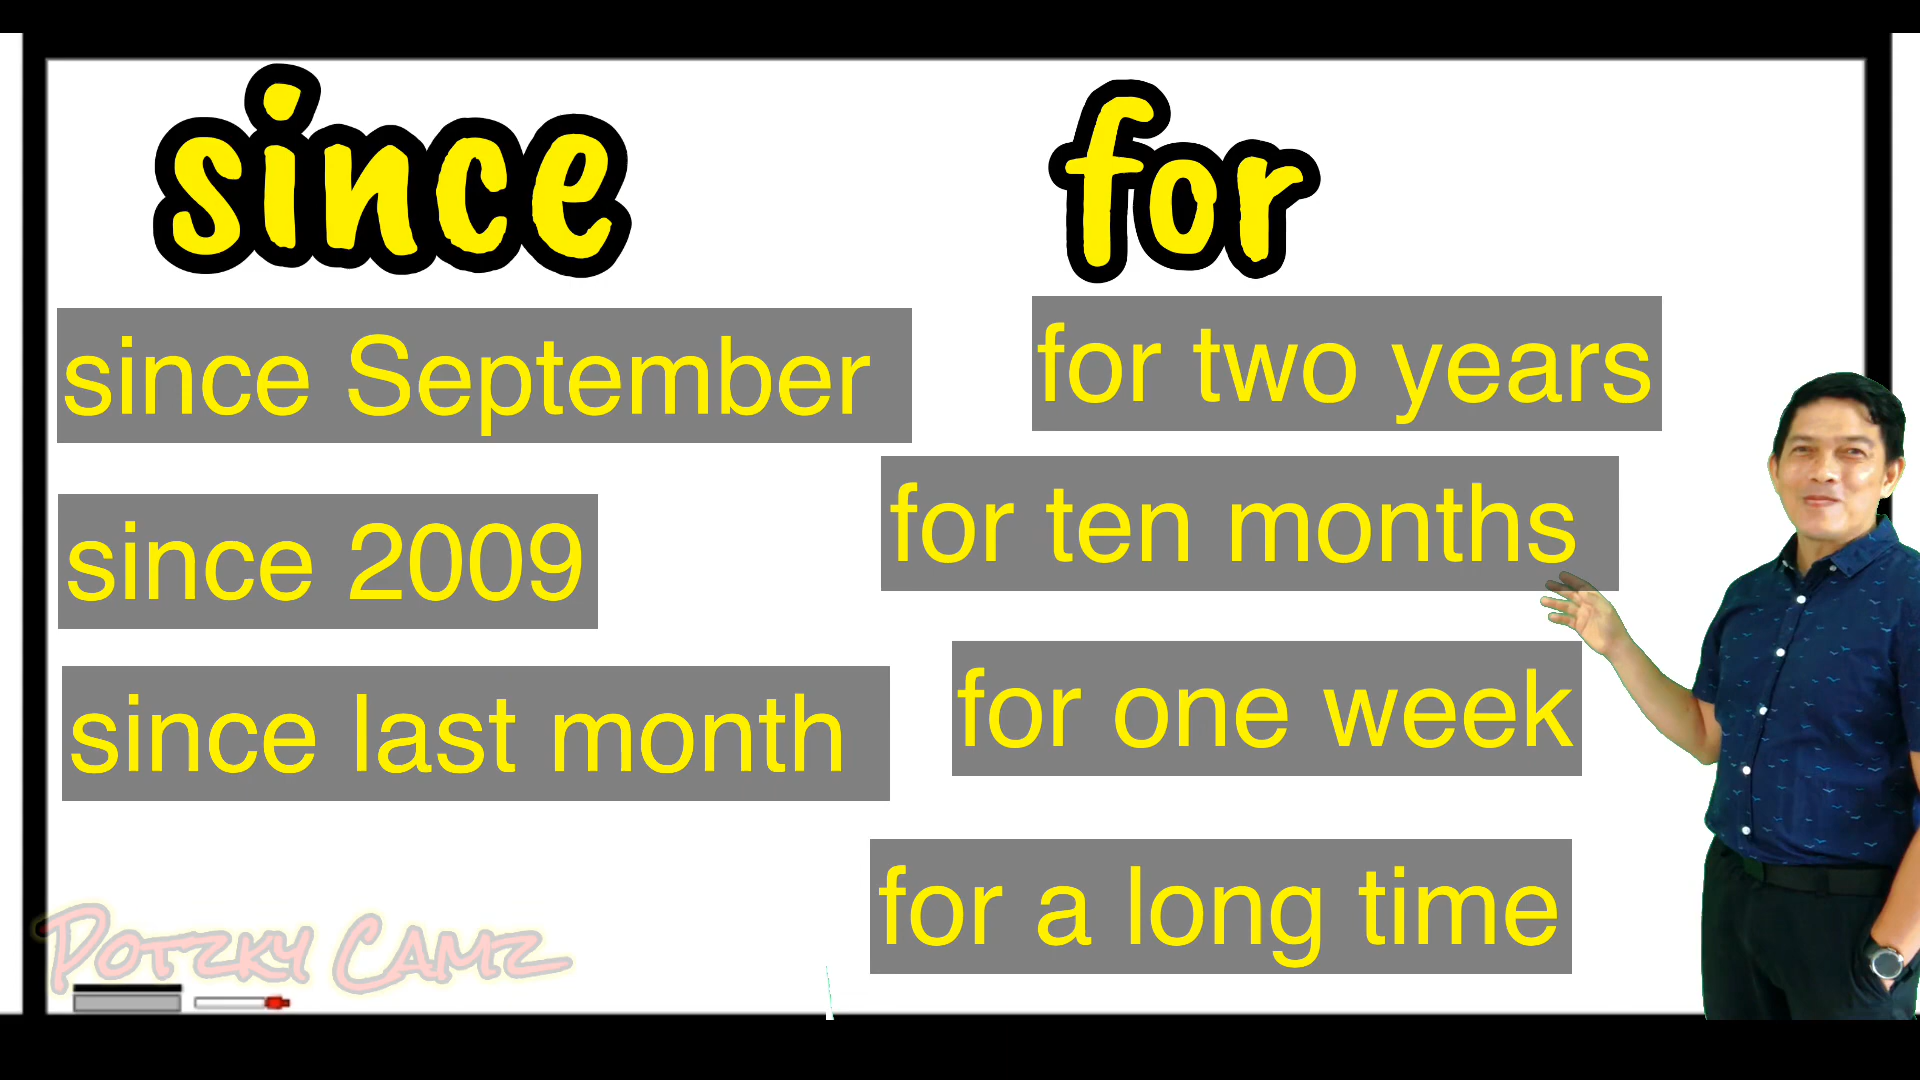 since
since September
since 2009
since last month
for
for two years
for ten months
for one week
for a long time
Potzky Camz